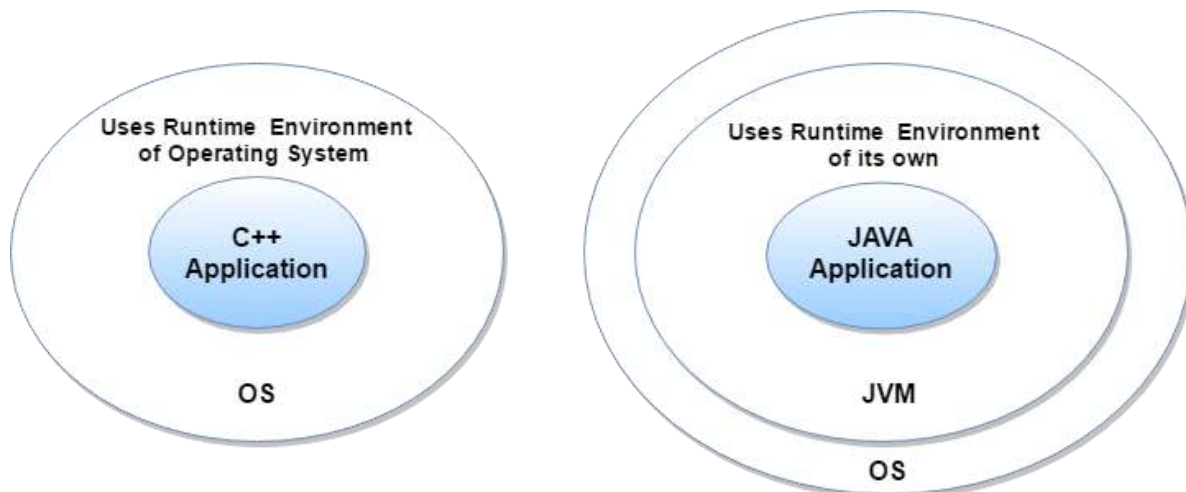 Uses Runtime Environment
of Operating System
C++
Application
OS
Uses Runtime Environment
of its own
JAVA
Application
JVM
OS